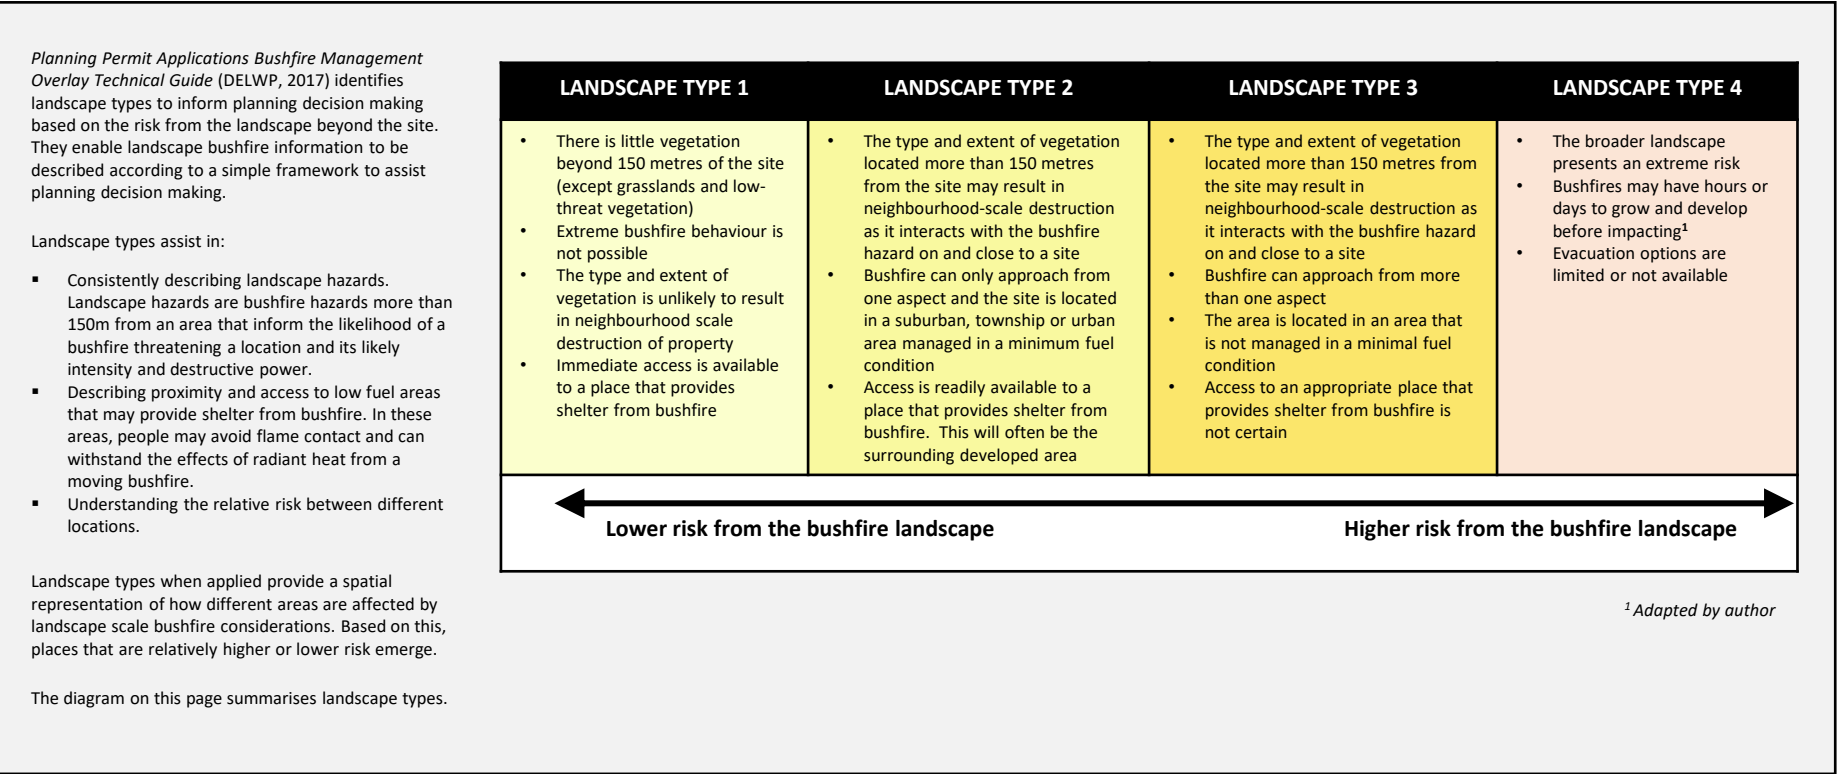 Planning Permit Applications Bushfire Management
Overlay Technical Guide (DELWP, 2017) identifies
landscape types to inform planning decision making
based on the risk from the landscape beyond the site.
They enable landscape bushfire information to be
described according to a simple framework to assist
planning decision making.
Landscape types assist in:
▪ Consistently describing landscape hazards.
Landscape hazards are bushfire hazards more than
150m from an area that inform the likelihood of a
bushfire threatening a location and its likely
intensity and destructive power.
▪ Describing proximity and access to low fuel areas
that may provide shelter from bushfire. In these
areas, people may avoid flame contact and can
withstand the effects of radiant heat from a
moving bushfire.
▪ Understanding the relative risk between different
locations.
Landscape types when applied provide a spatial
representation of how different areas are affected by
landscape scale bushfire considerations. Based on this,
places that are relatively higher or lower risk emerge.
The diagram on this page summarises landscape types.
LANDSCAPE TYPE 1
• There is little vegetation
beyond 150 metres of the site
(except grasslands and low-
threat vegetation)
• Extreme bushfire behaviour is
not possible
• The type and extent of
vegetation is unlikely to result
in neighbourhood scale
destruction of property
• Immediate access is available
to a place that provides
shelter from bushfire
LANDSCAPE TYPE 2
• The type and extent of vegetation
located more than 150 metres
from the site may result in
neighbourhood-scale destruction
as it interacts with the bushfire
hazard on and close to a site
• Bushfire can only approach from
one aspect and the site is located
in a suburban, township or urban
area managed in a minimum fuel
condition
• Access is readily available to a
place that provides shelter from
bushfire. This will often be the
surrounding developed area
LANDSCAPE TYPE 3
• The type and extent of vegetation
located more than 150 metres from
the site may result in
neighbourhood-scale destruction as
it interacts with the bushfire hazard
on and close to a site
• Bushfire can approach from more
than one aspect
• The area is located in an area that
is not managed in a minimal fuel
condition
• Access to an appropriate place that
provides shelter from bushfire is
not certain
LANDSCAPE TYPE 4
• The broader landscape
presents an extreme risk
• Bushfires may have hours or
days to grow and develop
before impacting¹
• Evacuation options are
limited or not available
Lower risk from the bushfire landscape
Higher risk from the bushfire landscape
¹ Adapted by author